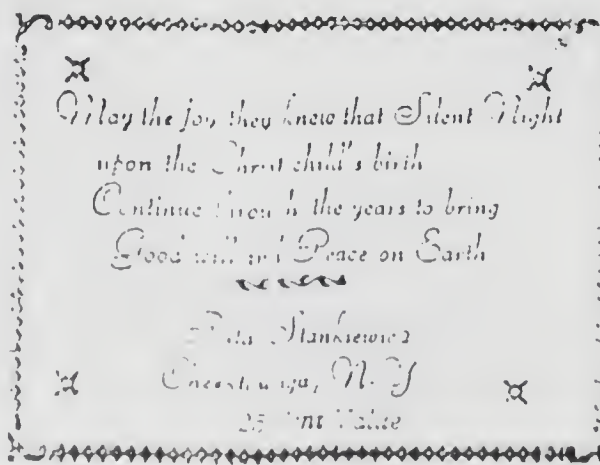 May the joy they knew that Silent Night
upon the Christ child's birth
Continue through the years to bring
Good will and Peace on Earth
Stankiewicz
N. Y.
25